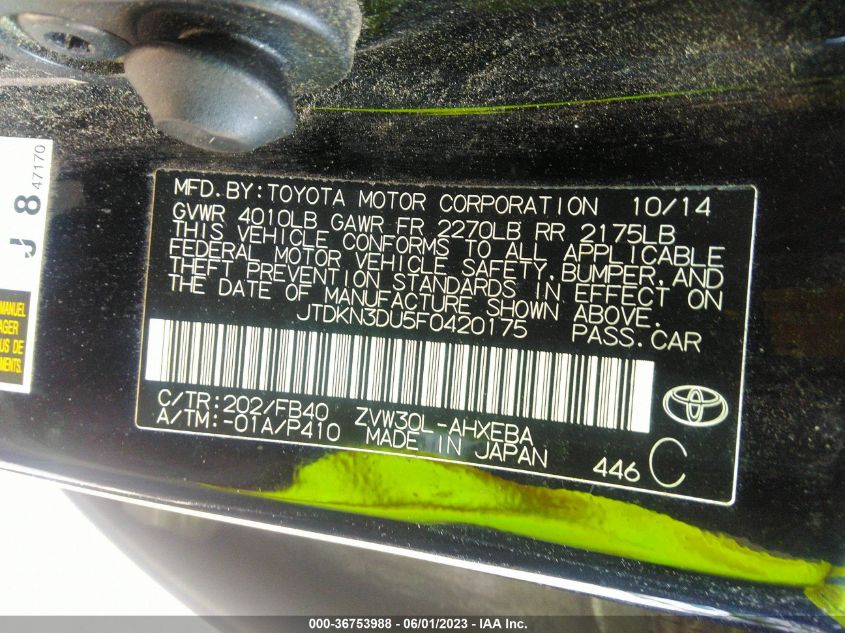 J 8 47170
MANUEL
AGER
US DE
MENTS.
MFD. BY: TOYOTA MOTOR CORPORATION 10/14
GVWR 4010LB GAWR FR 2270LB RR 2175LB
THIS VEHICLE CONFORMS TO ALL APPLICABLE
FEDERAL MOTOR VEHICLE SAFETY, BUMPER, AND
THEFT PREVENTION STANDARDS IN EFFECT ON
THE DATE OF MANUFACTURE SHOWN ABOVE.
JTDKN3DU5F0420175 PASS. CAR
C/TR: 202/FB40 ZVW30L-AHXEBA
A/TM: -01A/P410 MADE IN JAPAN
446 C
000-36753988 - 06/01/2023 - IAA Inc.